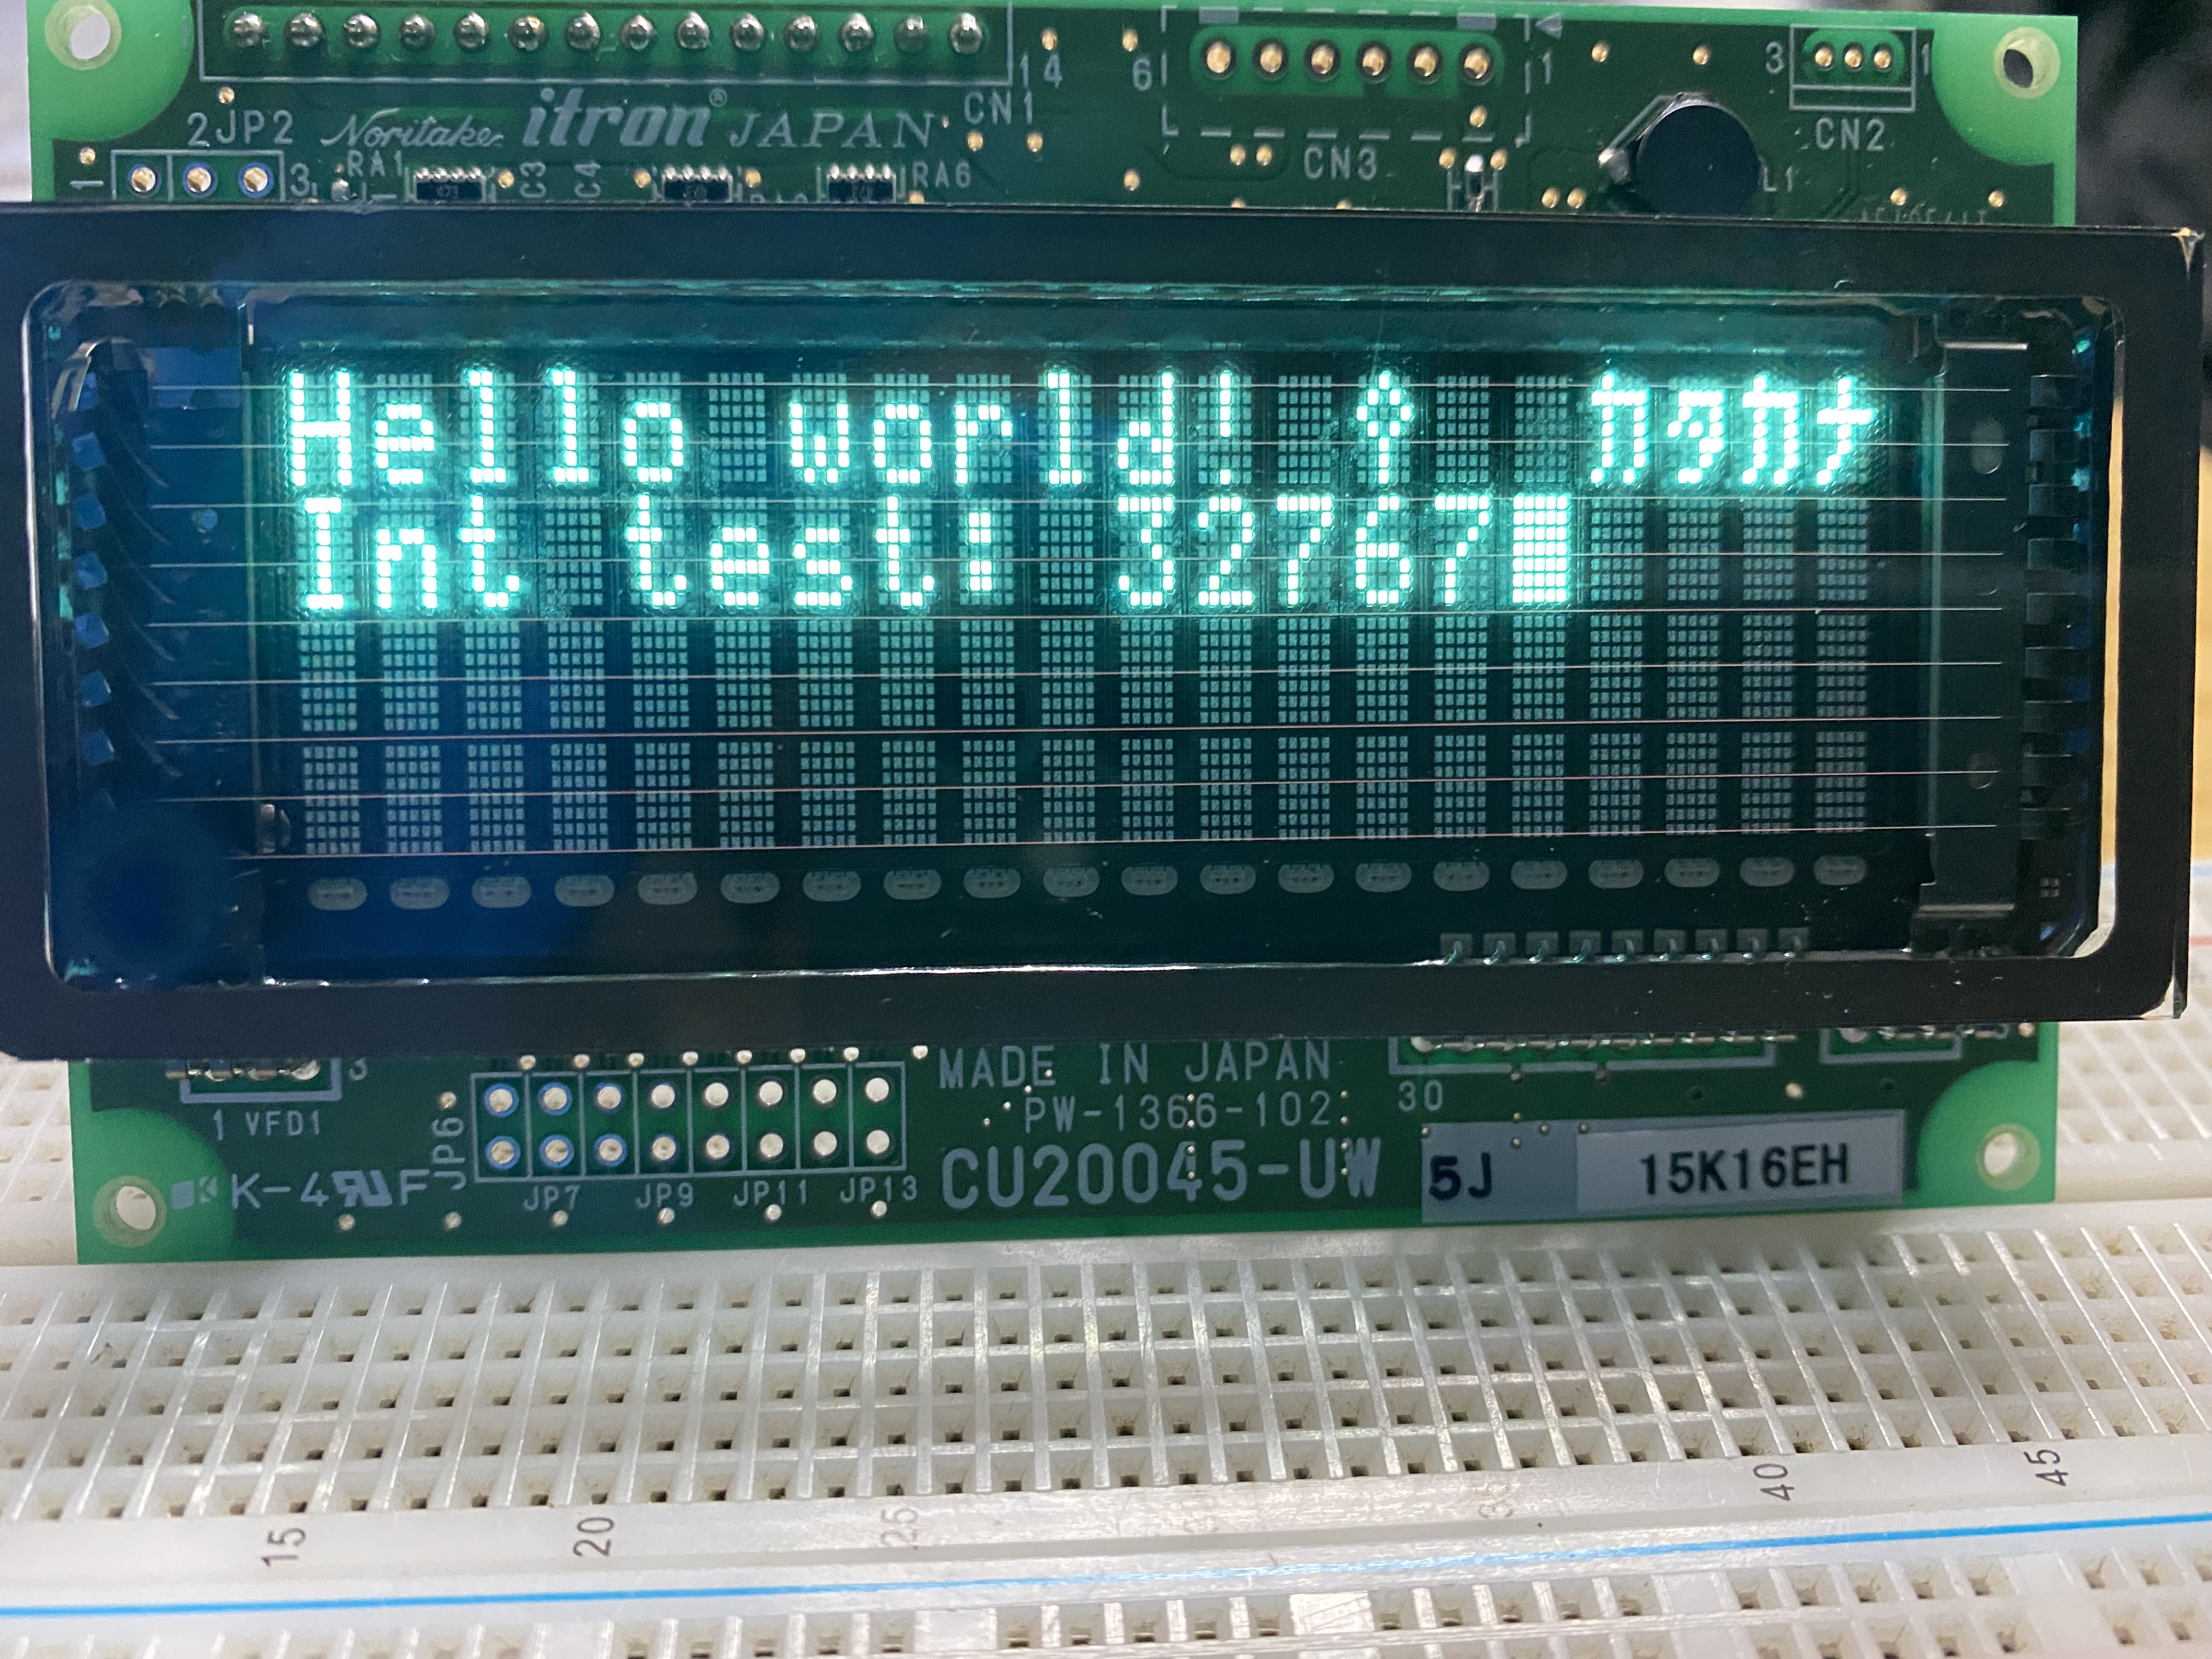 14
CN1
6
1
CN3
3
1
CN2
2JP2
Noritake itron® JAPAN
1
3
RA1
C3
C4
RA6
L1
Hello world! カタカナ
Int test: 32767
3
1 VFD1
JP6
JP7 JP9 JP11 JP13
K-4 F
MADE IN JAPAN
PW-1366-102
CU20045-UW
30
5J
15K16EH
15
20
25
40
45